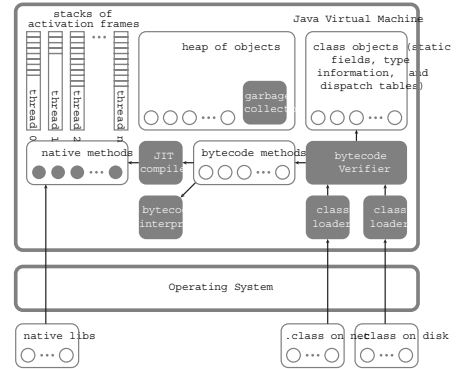 stacks of
activation frames
Java Virtual Machine
heap of objects
class objects (static
fields, type
information, and
dispatch tables)
garbage
collecto
thread 0
thread 1
thread 2
thread n
native methods
JIT
compile
bytecode methods
bytecode
Verifier
byteco
interpr
class
loader
class
loader
Operating System
native libs
.class on net
.class on disk